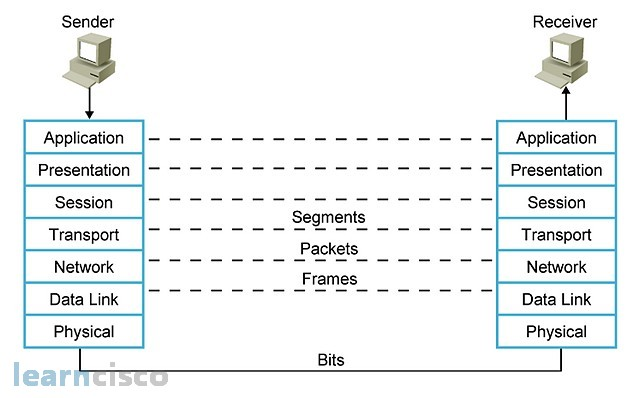 Sender
Receiver
Application
Application
Presentation
Presentation
Session
Session
Segments
Transport
Transport
Packets
Network
Network
Frames
Data Link
Data Link
Physical
Physical
Bits
learncisco